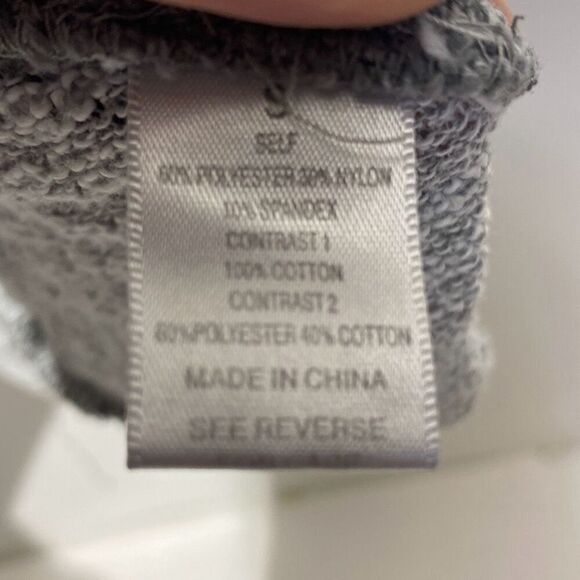 S
SELF
60% POLYESTER 30% NYLON
10% SPANDEX
CONTRAST 1
100% COTTON
CONTRAST 2
60%POLYESTER 40% COTTON
MADE IN CHINA
SEE REVERSE